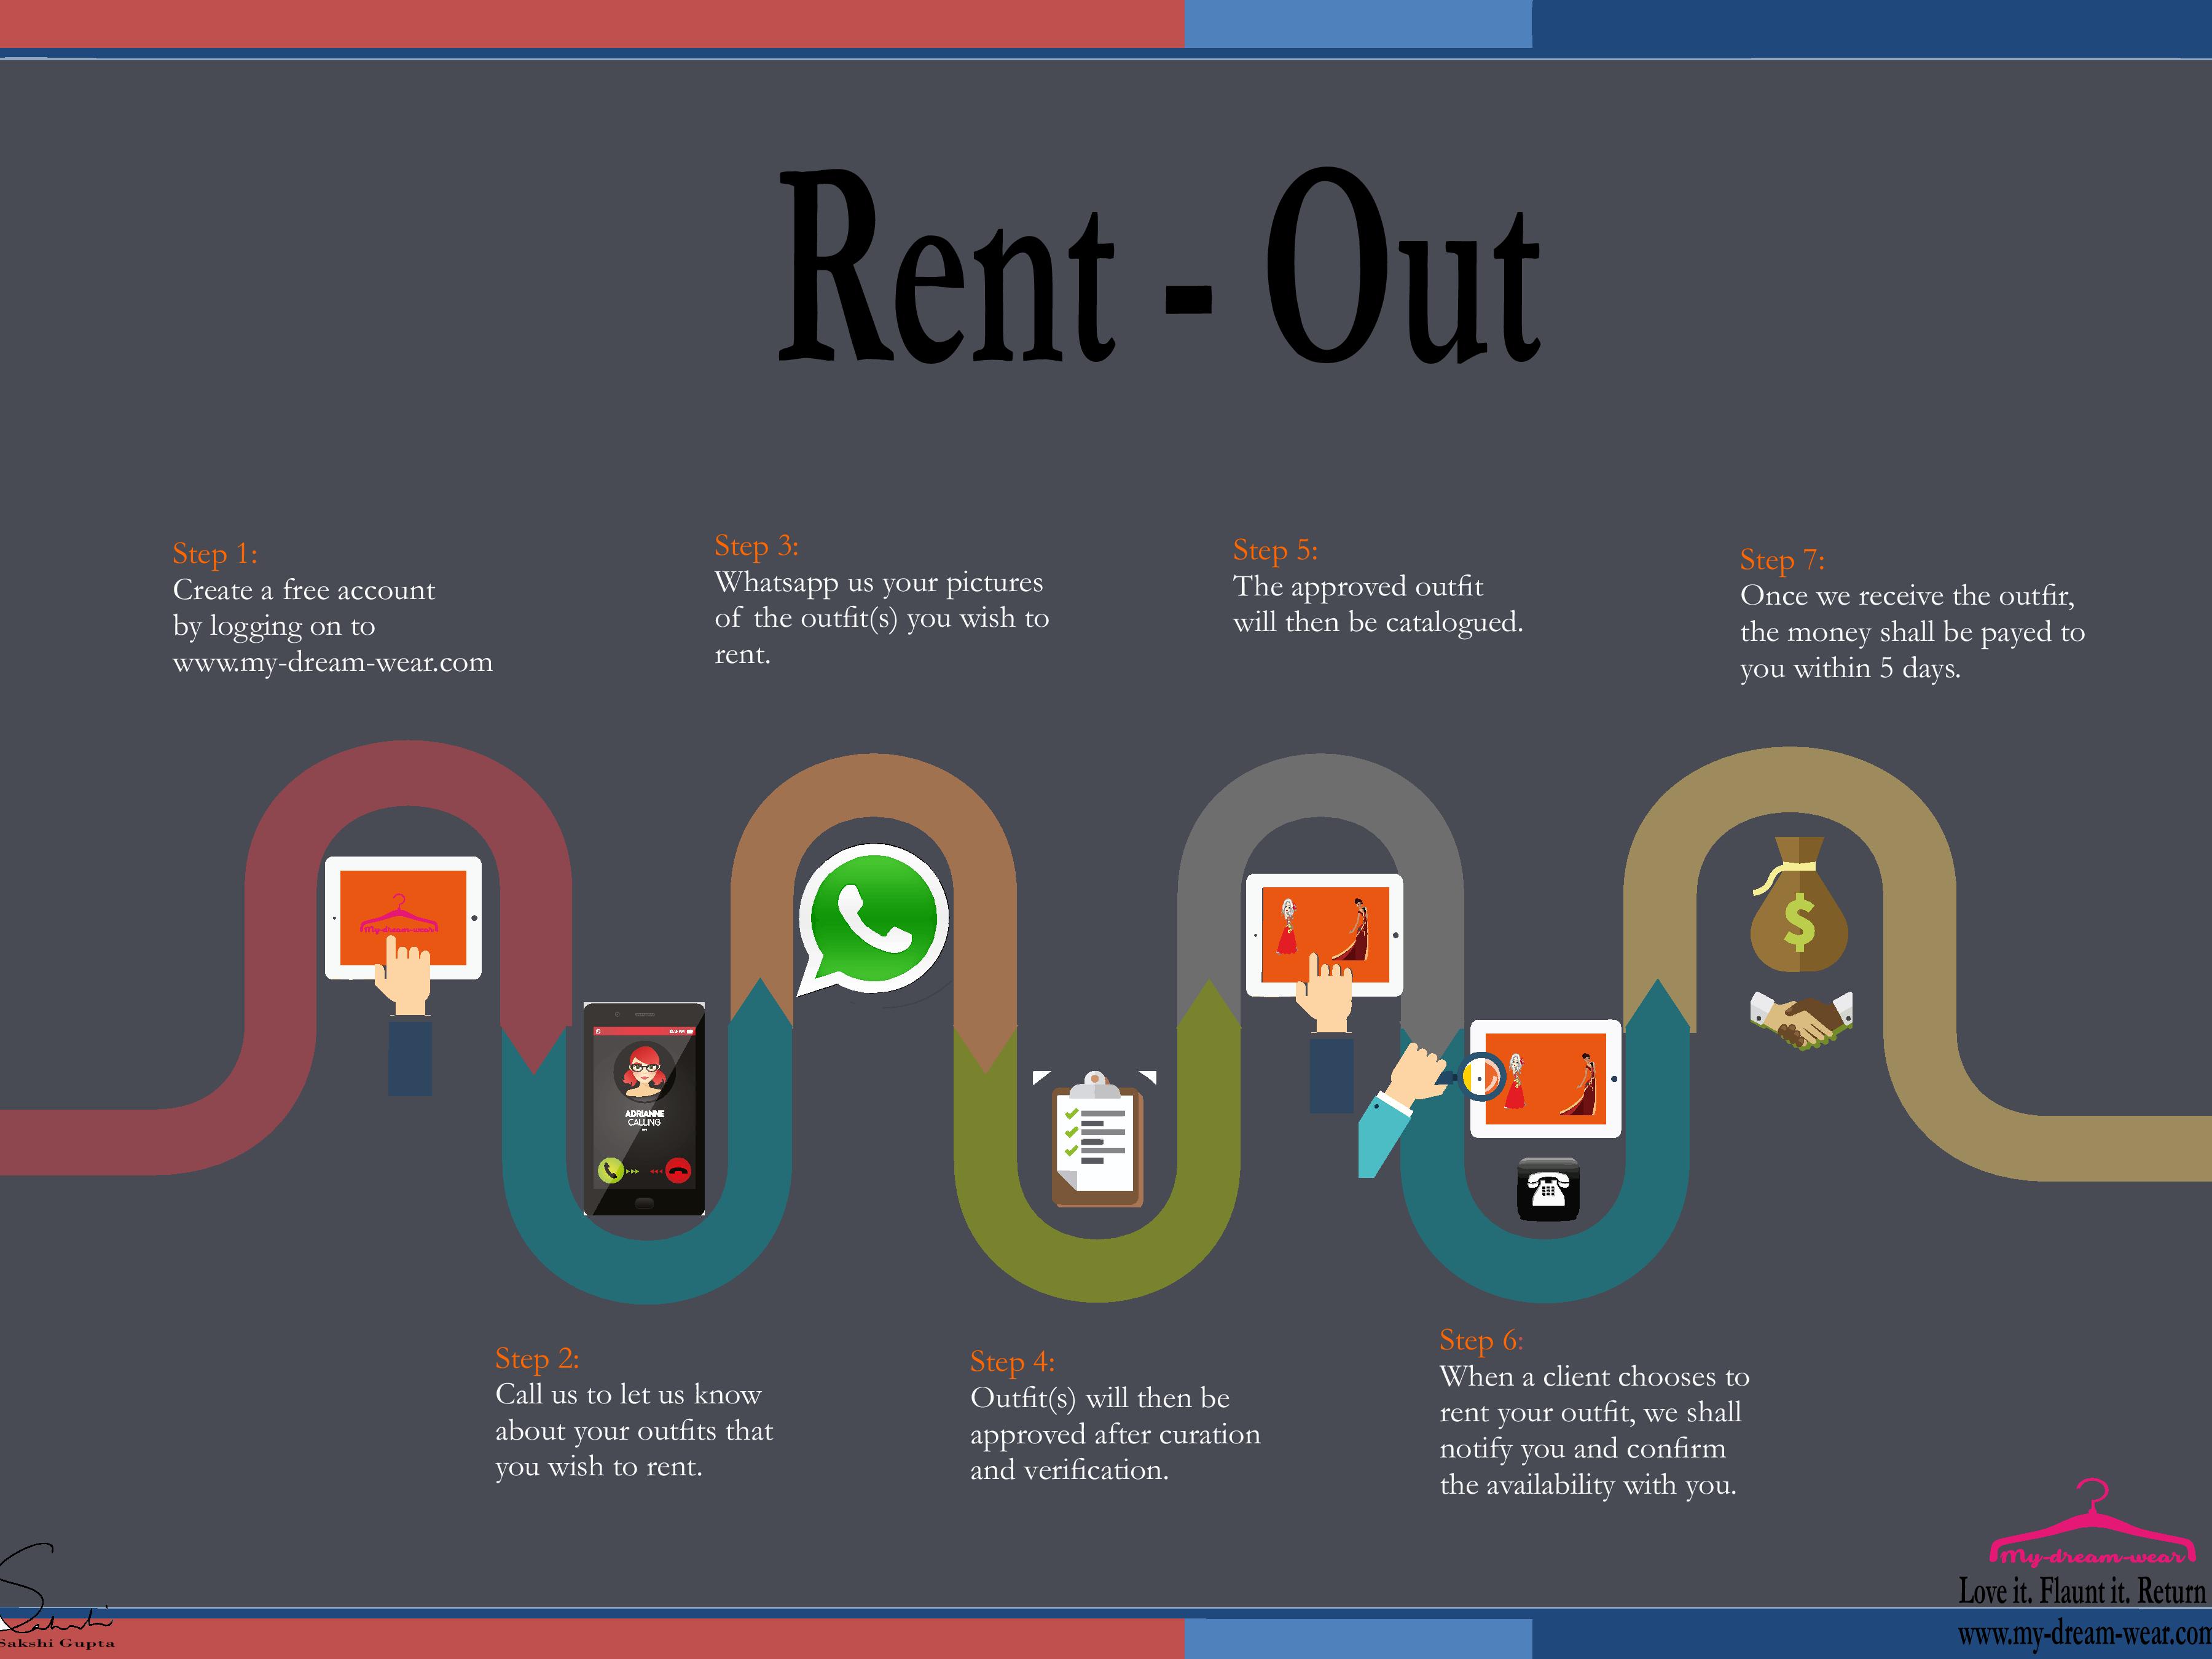 Rent - Out
Step 1:
Create a free account
by logging on to
www.my-dream-wear.com
Step 3:
Whatsapp us your pictures
of the outfit(s) you wish to
rent.
Step 5:
The approved outfit
will then be catalogued.
Step 7:
Once we receive the outfir,
the money shall be payed to
you within 5 days.
My-dream-wear
ADRIANNE
CALLING
$
Step 2:
Call us to let us know
about your outfits that
you wish to rent.
Step 4:
Outfit(s) will then be
approved after curation
and verification.
Step 6:
When a client chooses to
rent your outfit, we shall
notify you and confirm
the availability with you.
Sakshi Gupta
My-dream-wear
Love it. Flaunt it. Return
www.my-dream-wear.com